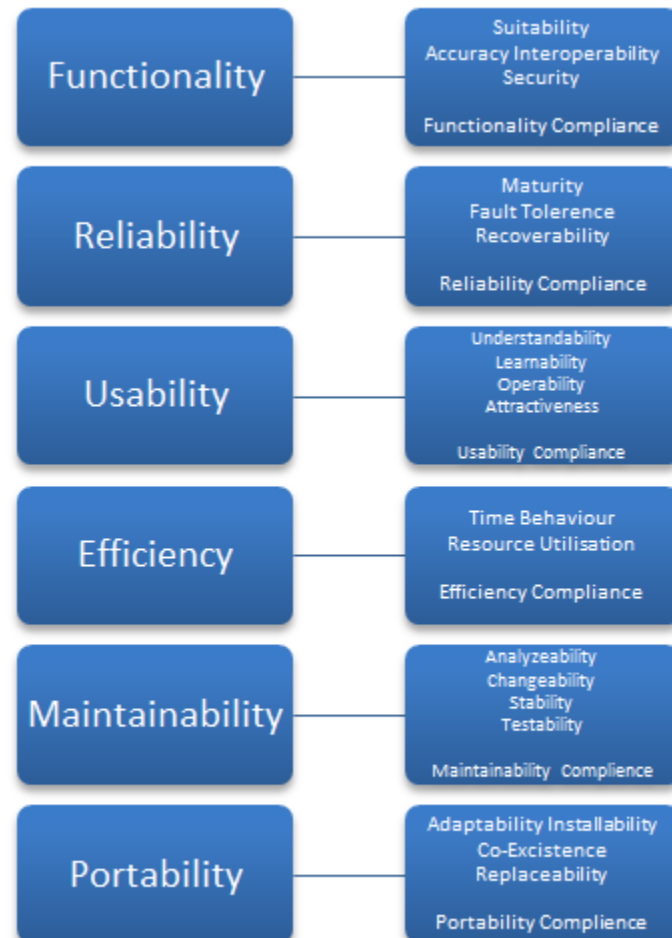 Functionality
Suitability
Accuracy Interoperability
Security
Functionality Compliance
Reliability
Maturity
Fault Tolerence
Recoverability
Reliability Compliance
Usability
Understandability
Learnability
Operability
Attractiveness
Usability Compliance
Efficiency
Time Behaviour
Resource Utilisation
Efficiency Compliance
Maintainability
Analyzeability
Changeability
Stability
Testability
Maintainability Complience
Portability
Adaptability Installability
Co-Excistence
Replaceability
Portability Complience